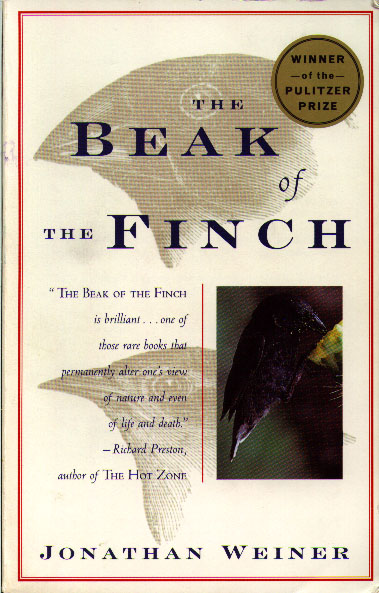 WINNER
—of the—
PULITZER
PRIZE
THE
BEAK
of
THE FINCH
“THE BEAK OF THE FINCH
is brilliant . . . one of
those rare books that
permanently alter one's view
of nature and even
of life and death.”
—Richard Preston,
author of THE HOT ZONE
JONATHAN WEINER